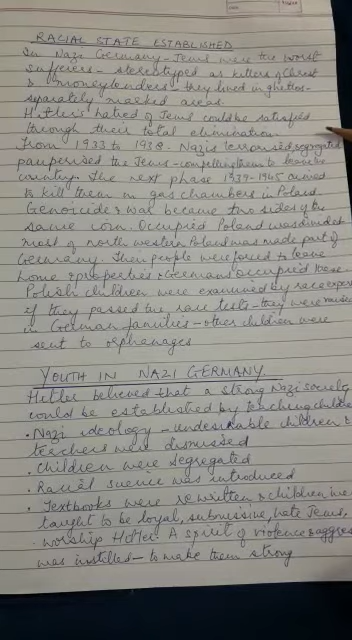 RACIAL STATE ESTABLISHED
In Nazi Germany - Jews were the worst
sufferers - stereotyped as killers of Christ
& moneylenders - they lived in ghettos -
separately marked areas.
Hitler's hatred of Jews could be satisfied
through their total elimination.
From 1933 to 1938 - Nazis terrorised, segregated
pauperised the Jews - compelling them to leave the
country. The next phase 1939-1945 aimed
to kill them in gas chambers in Poland
Genocide & war became two sides of the
same coin. Occupied Poland was divided
most of north western Poland was made part of
Germany. Then people were forced to leave
home & properties & Germans occupied these.
Polish children were examined by race expert
if they passed the race tests - they were
in German families - other children were
sent to orphanages
YOUTH IN NAZI GERMANY
Hitler believed that a strong Nazi society
could be established by teaching
• Nazi ideology - undesirable children &
teachers were dismissed
• Children were segregated
• Racial science was introduced
• Textbooks were rewritten & children were
taught to be loyal, submissive, hate Jews,
worship Hitler. A spirit of violence &
was instilled - to make them strong